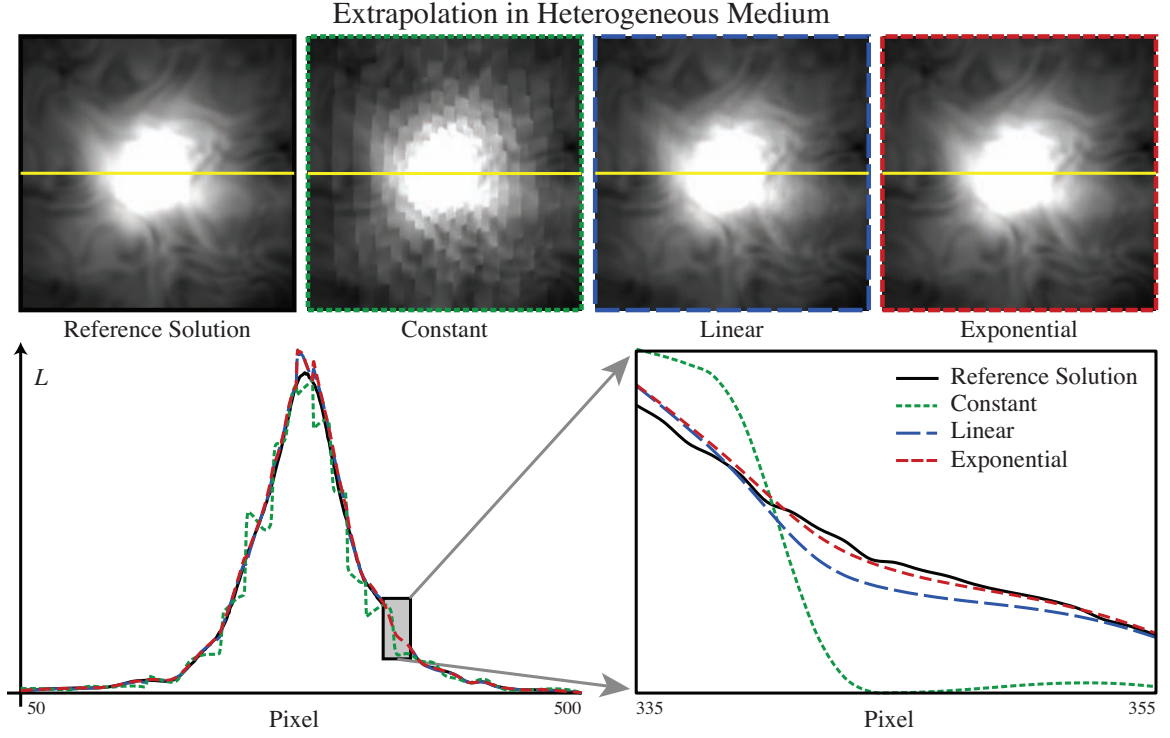 Extrapolation in Heterogeneous Medium
Reference Solution
Constant
Linear
Exponential
L
50
Pixel
500
Reference Solution
Constant
Linear
Exponential
335
Pixel
355